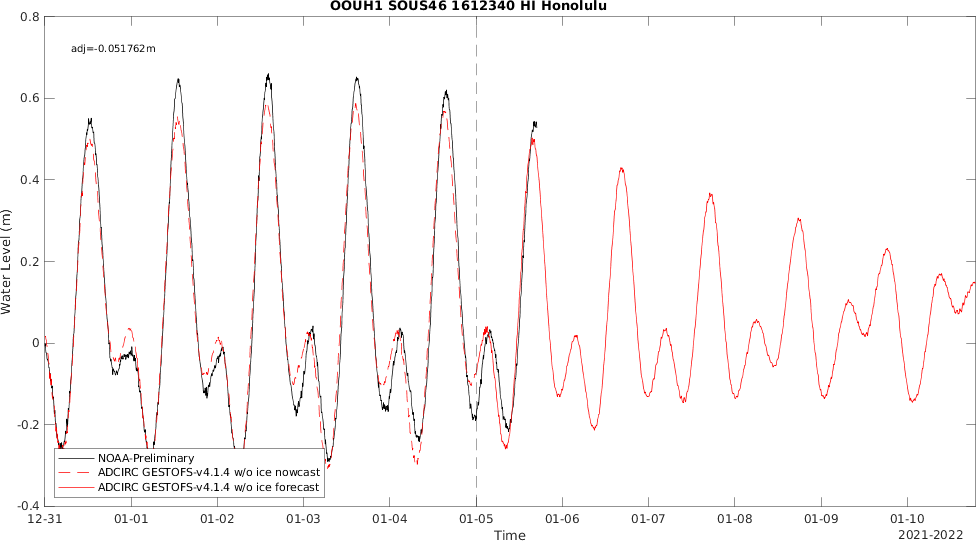 OOUH1 SOUS46 1612340 HI Honolulu
adj=-0.051762m
0.8
0.6
0.4
0.2
0
-0.2
-0.4
Water Level (m)
NOAA-Preliminary
ADCIRC GESTOFS-v4.1.4 w/o ice nowcast
ADCIRC GESTOFS-v4.1.4 w/o ice forecast
12-31 01-01 01-02 01-03 01-04 01-05 01-06 01-07 01-08 01-09 01-10
Time
2021-2022